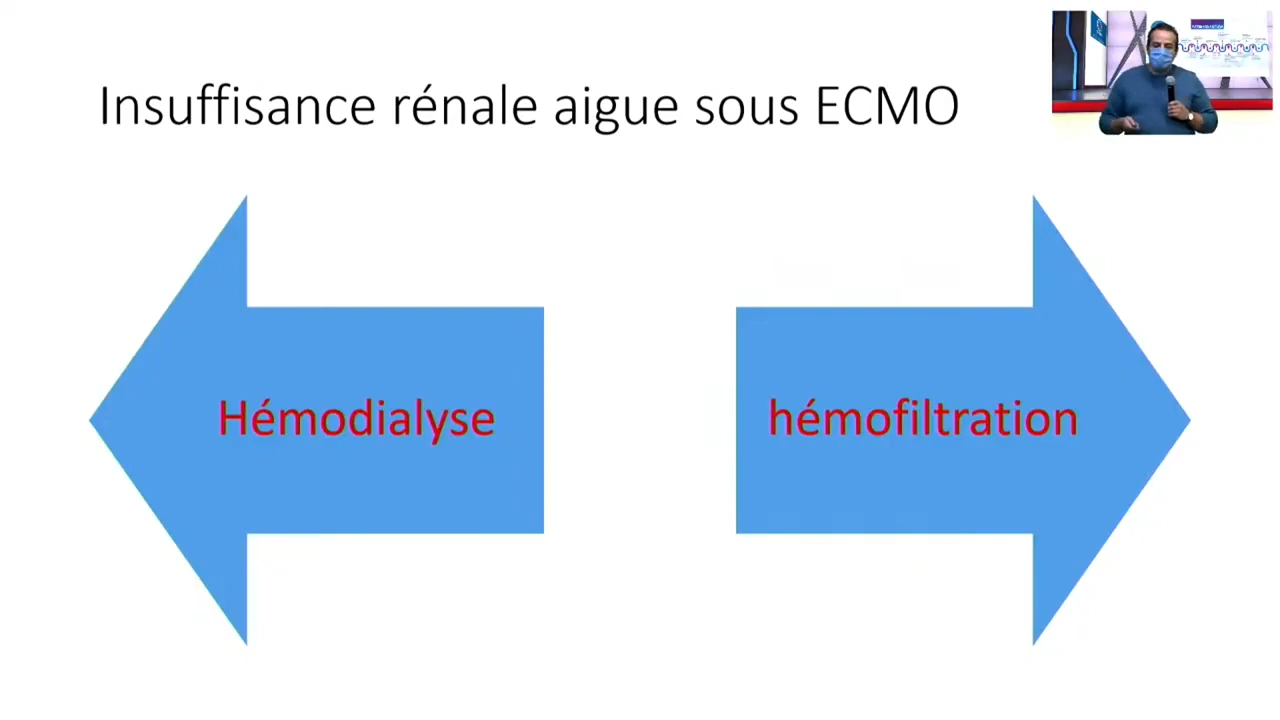 Insuffisance rénale aigue sous ECMO
Hémodialyse
hémofiltration